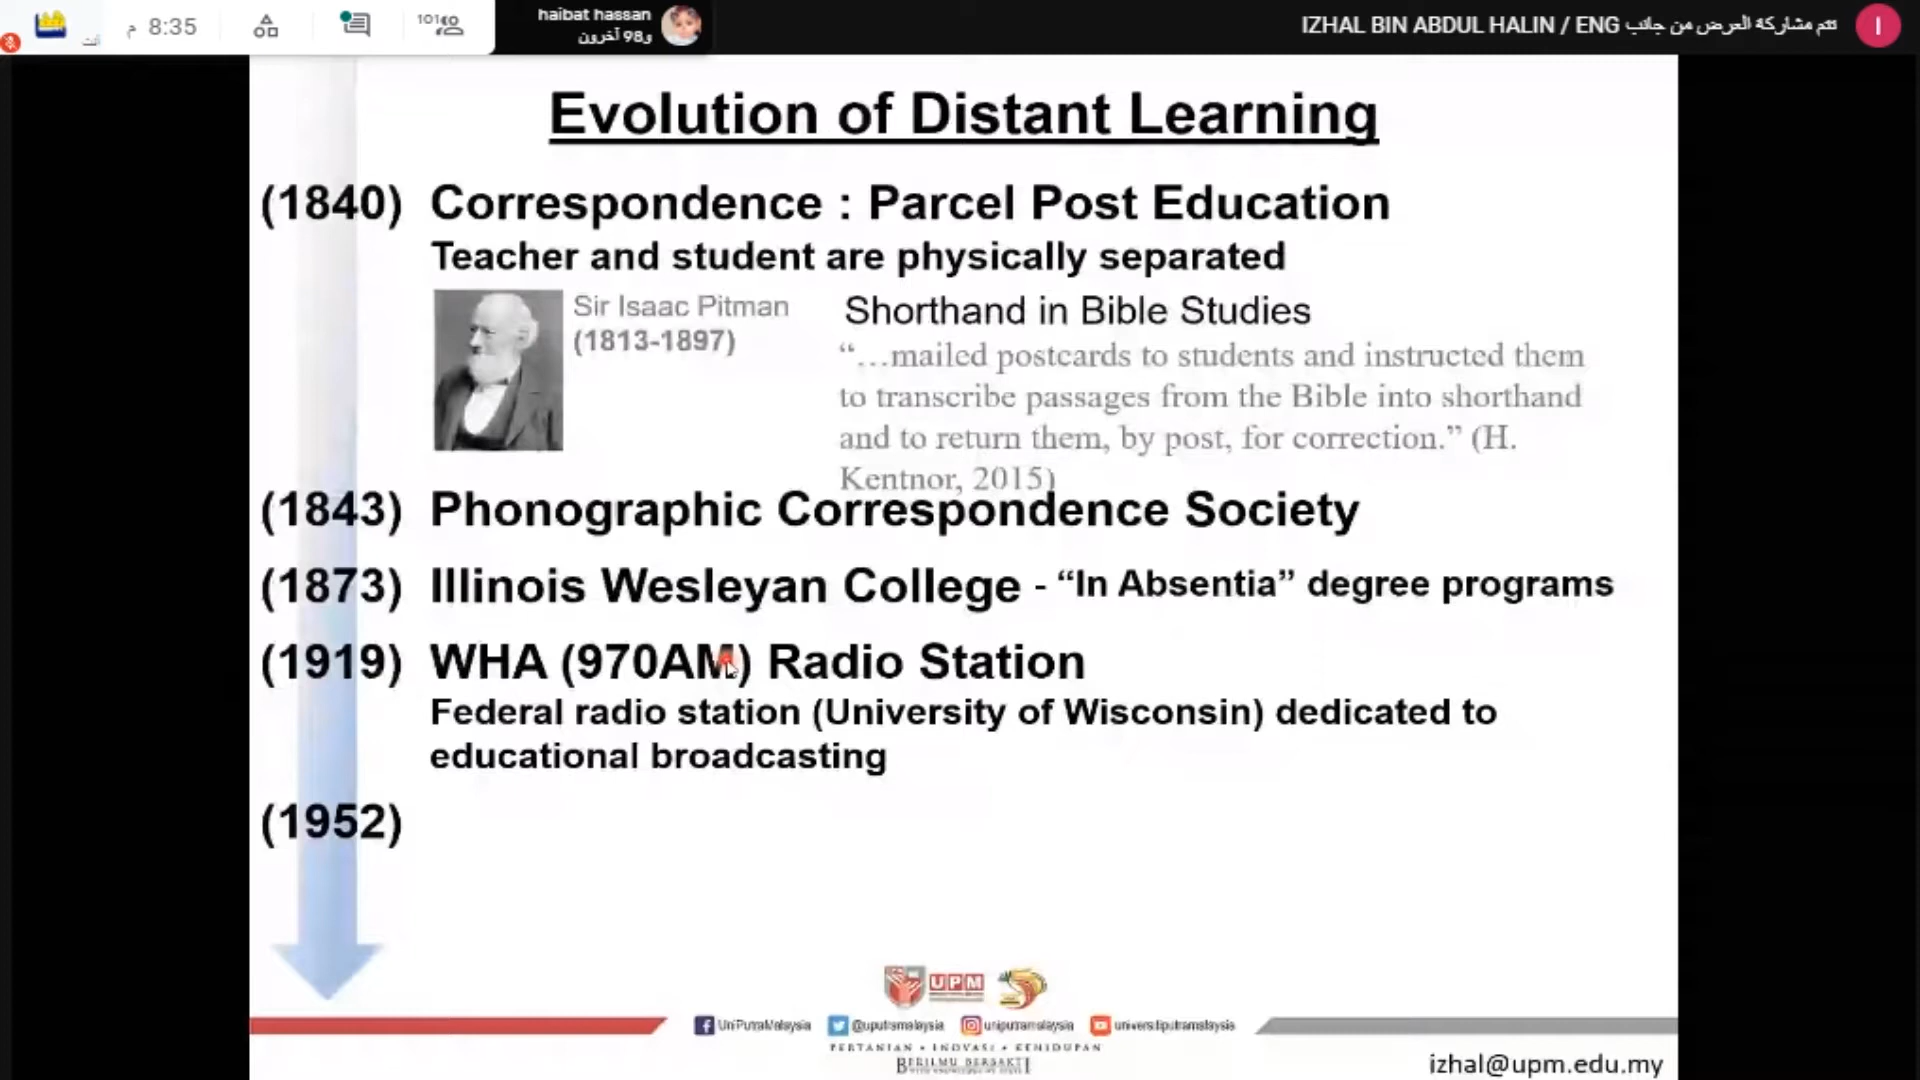 8:35 م
101
haibat hassan
و98 آخرون
تتم مشاركة العرض من جانب IZHAL BIN ABDUL HALIN / ENG
I
أنت
Evolution of Distant Learning
(1840) Correspondence : Parcel Post Education
Teacher and student are physically separated
Sir Isaac Pitman
(1813-1897)
Shorthand in Bible Studies
“…mailed postcards to students and instructed them
to transcribe passages from the Bible into shorthand
and to return them, by post, for correction.” (H.
Kentnor, 2015)
(1843) Phonographic Correspondence Society
(1873) Illinois Wesleyan College - “In Absentia” degree programs
(1919) WHA (970AM) Radio Station
Federal radio station (University of Wisconsin) dedicated to
educational broadcasting
(1952)
UPM
UniPutraMalaysia @uputramalaysia uniputramalaysia universitiputramalaysia
PERTANIAN • INOVASI • KEHIDUPAN
BERILMU BERBAKTI
izhal@upm.edu.my